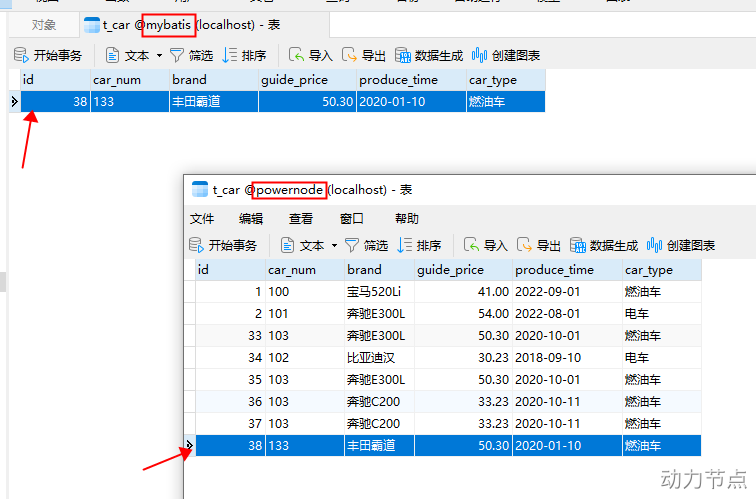 对象 t_car @mybatis (localhost) - 表
开始事务 文本 筛选 排序 导入 导出 数据生成 创建图表
id car_num brand guide_price produce_time car_type
38 133 丰田霸道 50.30 2020-01-10 燃油车
t_car @powernode (localhost) - 表
文件 编辑 查看 窗口 帮助
开始事务 文本 筛选 排序 导入 导出 数据生成 创建图表
id car_num brand guide_price produce_time car_type
1 100 宝马520Li 41.00 2022-09-01 燃油车
2 101 奔驰E300L 54.00 2022-08-01 电车
33 103 奔驰E300L 50.30 2020-10-01 燃油车
34 102 比亚迪汉 30.23 2018-09-10 电车
35 103 奔驰E300L 50.30 2020-10-01 燃油车
36 103 奔驰C200 33.23 2020-10-11 燃油车
37 103 奔驰C200 33.23 2020-10-11 燃油车
38 133 丰田霸道 50.30 2020-01-10 燃油车
动力节点